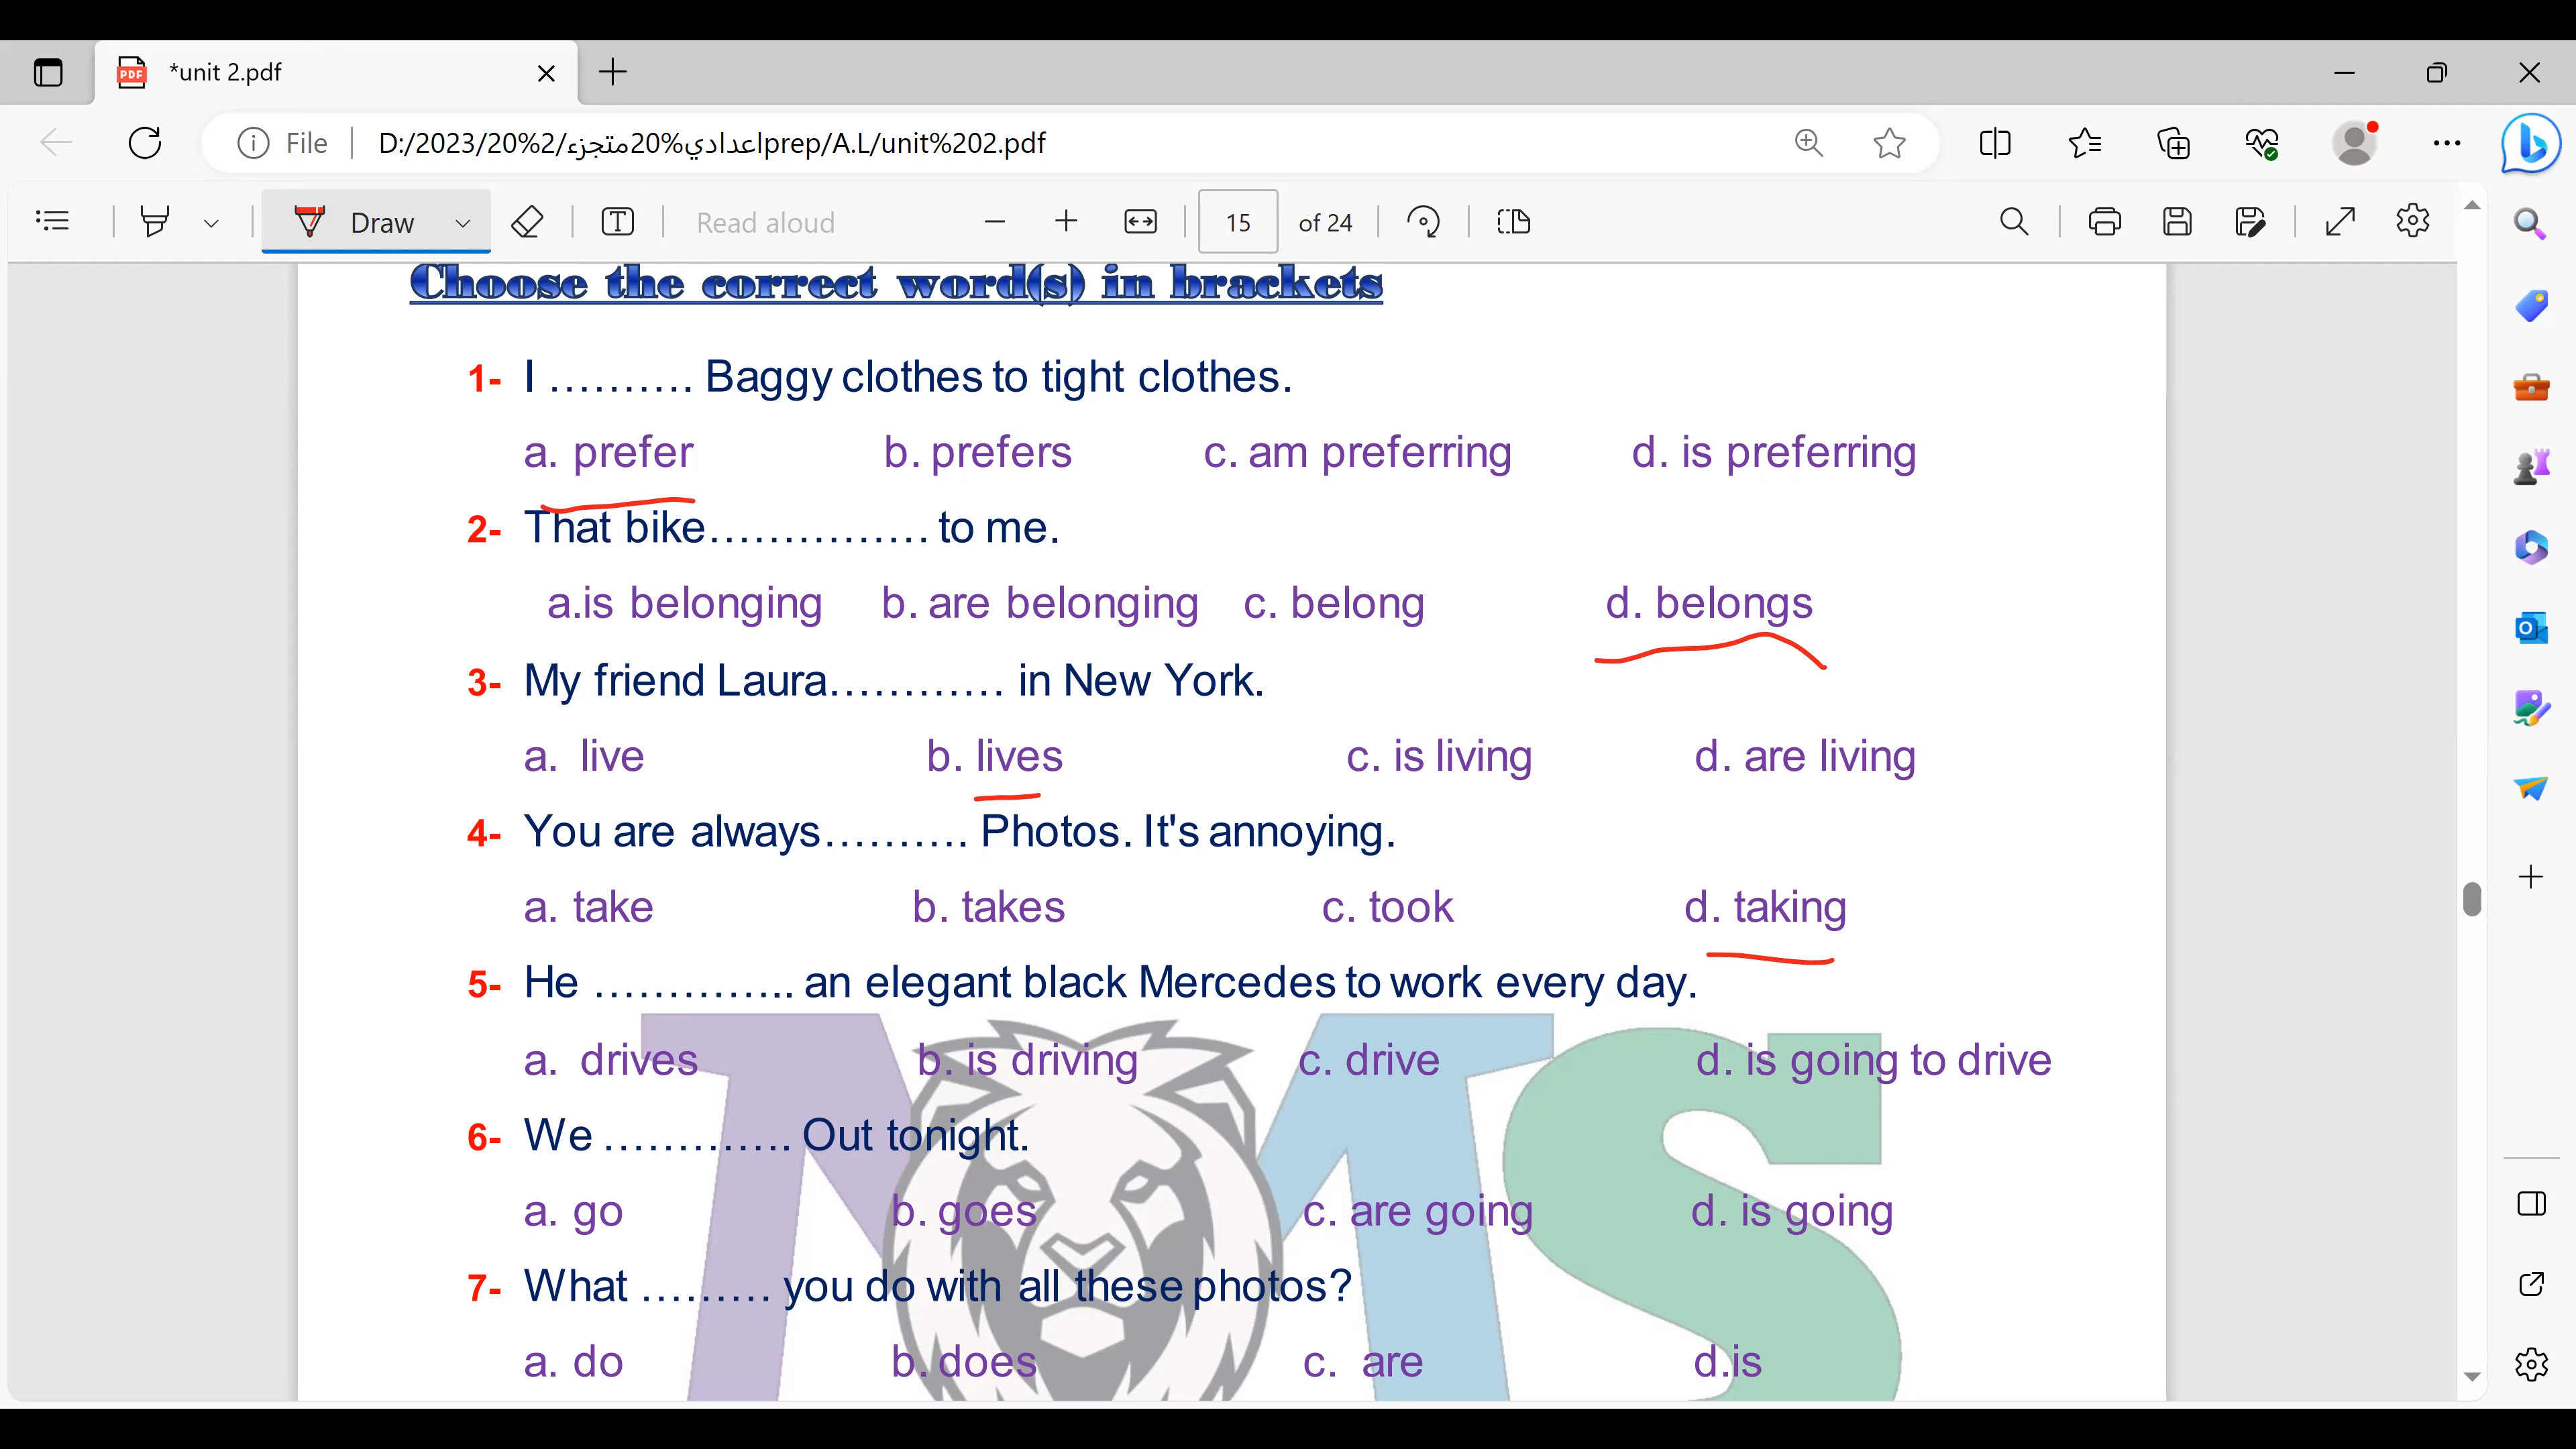 *unit 2.pdf
File D:/2023/20%2/اعدادي%20متجزءprep/A.L/unit%202.pdf
Draw Read aloud 15 of 24
Choose the correct word(s) in brackets
1- I .......... Baggy clothes to tight clothes.
a. prefer b. prefers c. am preferring d. is preferring
2- That bike............... to me.
a.is belonging b. are belonging c. belong d. belongs
3- My friend Laura............ in New York.
a. live b. lives c. is living d. are living
4- You are always.......... Photos. It's annoying.
a. take b. takes c. took d. taking
5- He .............. an elegant black Mercedes to work every day.
a. drives b. is driving c. drive d. is going to drive
6- We ............. Out tonight.
a. go b. goes c. are going d. is going
7- What ......... you do with all these photos?
a. do b. does c. are d.is